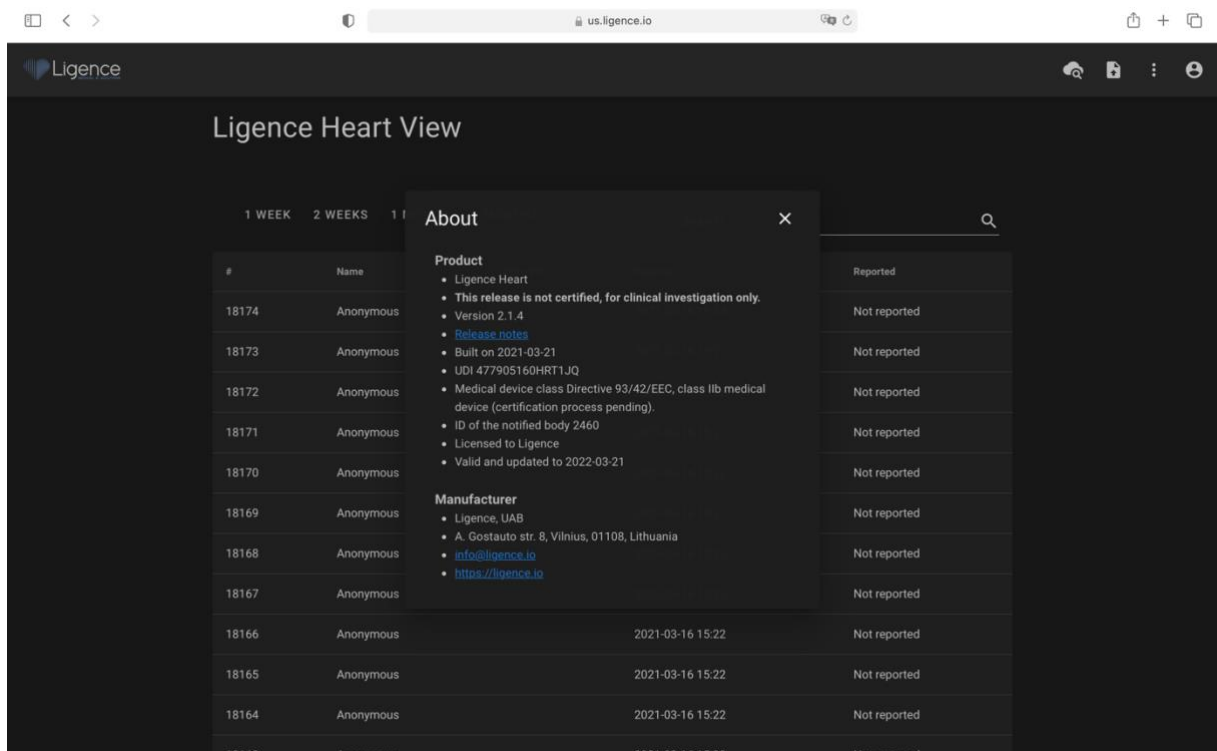 us.ligence.io
Ligence
Ligence Heart View
1 WEEK 2 WEEKS
About
# Name Reported
Product
Ligence Heart
This release is not certified, for clinical investigation only.
Version 2.1.4
Release notes
Built on 2021-03-21
UDI 477905160HRT1JQ
Medical device class Directive 93/42/EEC, class IIb medical
device (certification process pending).
ID of the notified body 2460
Licensed to Ligence
Valid and updated to 2022-03-21
Manufacturer
Ligence, UAB
A. Gostauto str. 8, Vilnius, 01108, Lithuania
info@ligence.io
https://ligence.io
18174 Anonymous Not reported
18173 Anonymous Not reported
18172 Anonymous Not reported
18171 Anonymous Not reported
18170 Anonymous Not reported
18169 Anonymous Not reported
18168 Anonymous Not reported
18167 Anonymous Not reported
18166 Anonymous 2021-03-16 15:22 Not reported
18165 Anonymous 2021-03-16 15:22 Not reported
18164 Anonymous 2021-03-16 15:22 Not reported